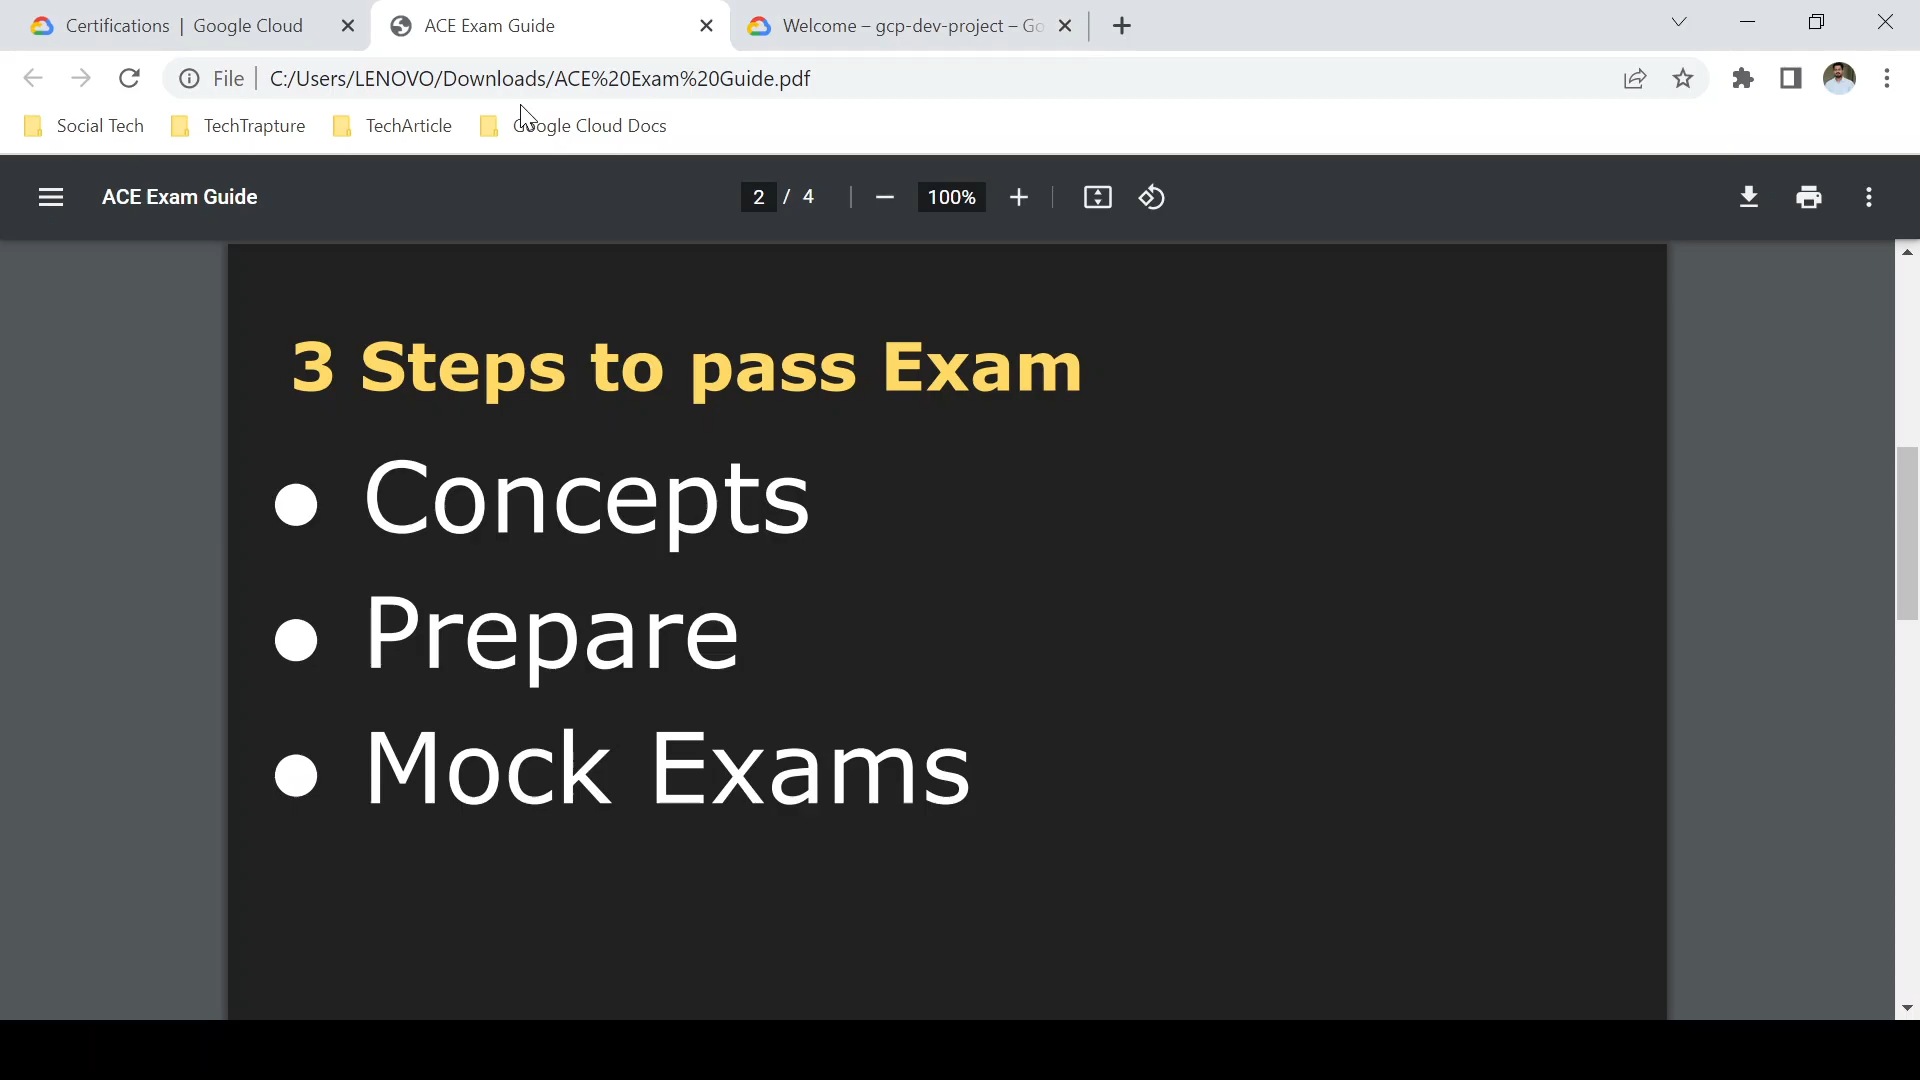 Certifications | Google Cloud
ACE Exam Guide
Welcome – gcp-dev-project – Go
File
C:/Users/LENOVO/Downloads/ACE%20Exam%20Guide.pdf
Social Tech
TechTrapture
TechArticle
Google Cloud Docs
ACE Exam Guide
2 / 4
100%
3 Steps to pass Exam
● Concepts
● Prepare
● Mock Exams